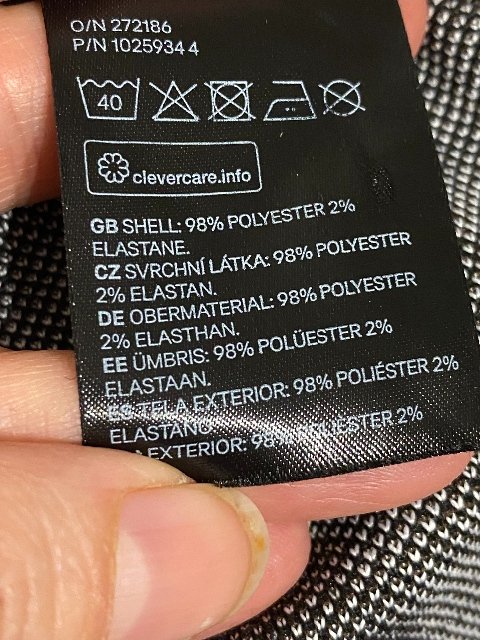 O/N 272186
P/N 1025934 4
40
clevercare.info
GB SHELL: 98% POLYESTER 2%
ELASTANE.
CZ SVRCHNÍ LÁTKA: 98% POLYESTER
2% ELASTAN.
DE OBERMATERIAL: 98% POLYESTER
2% ELASTHAN.
EE ÜMBRIS: 98% POLÜESTER 2%
ELASTAAN.
ES TELA EXTERIOR: 98% POLIÉSTER 2%
ELASTANO
EXTERIOR: 98% POLIÉSTER 2%